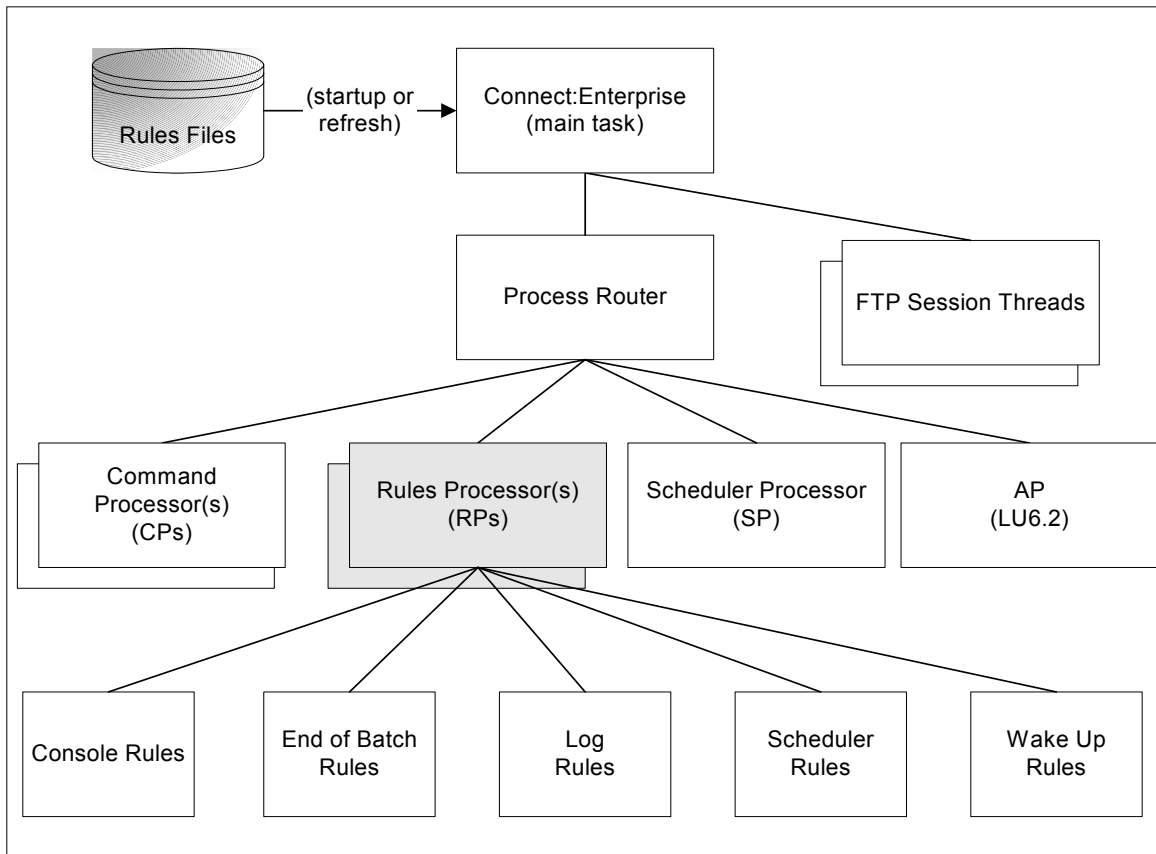 Rules Files
(startup or
refresh)
Connect:Enterprise
(main task)
Process Router
FTP Session Threads
Command
Processor(s)
(CPs)
Rules Processor(s)
(RPs)
Scheduler Processor
(SP)
AP
(LU6.2)
Console Rules
End of Batch
Rules
Log
Rules
Scheduler
Rules
Wake Up
Rules